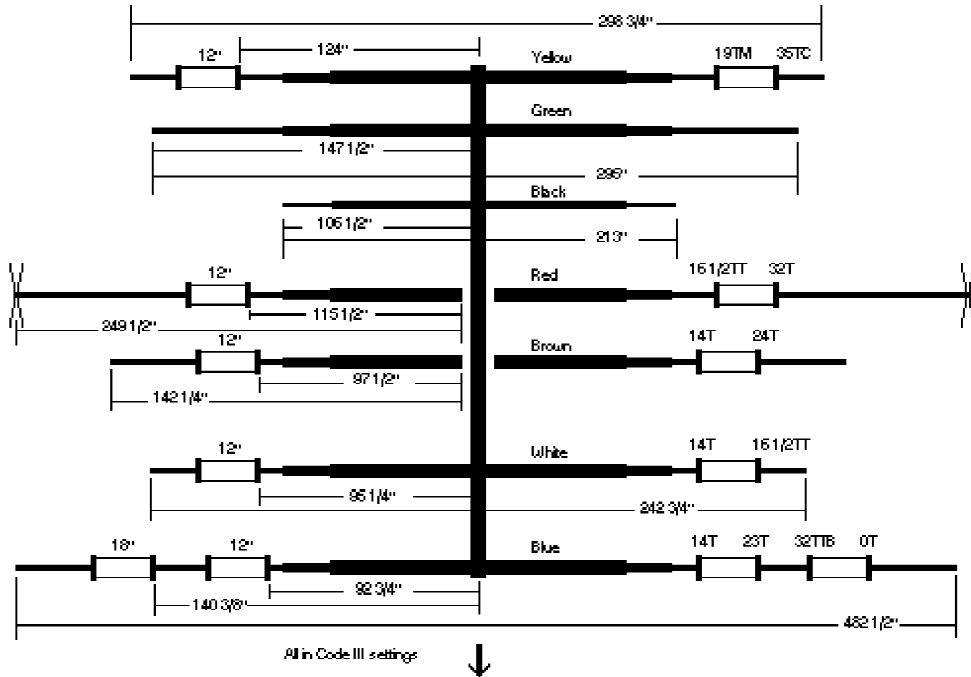 298 3/4"
124"
12"
Yellow
19TM
35TC
Green
147 1/2"
295"
Black
106 1/2"
213"
12"
Red
16 1/2TT
32T
115 1/2"
249 1/2"
12"
Brown
14T
24T
97 1/2"
142 1/4"
12"
White
14T
16 1/2TT
95 1/4"
242 3/4"
18"
12"
Blue
14T
23T
32TTB
0T
92 3/4"
140 3/8"
482 1/2"
All in Code III settings